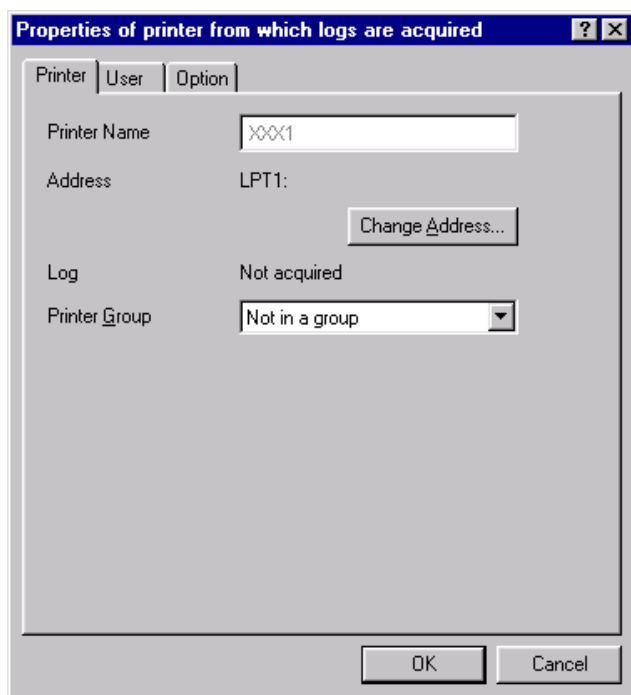 Properties of printer from which logs are acquired
Printer User Option
Printer Name XXX1
Address LPT1:
Change Address...
Log Not acquired
Printer Group Not in a group
OK Cancel